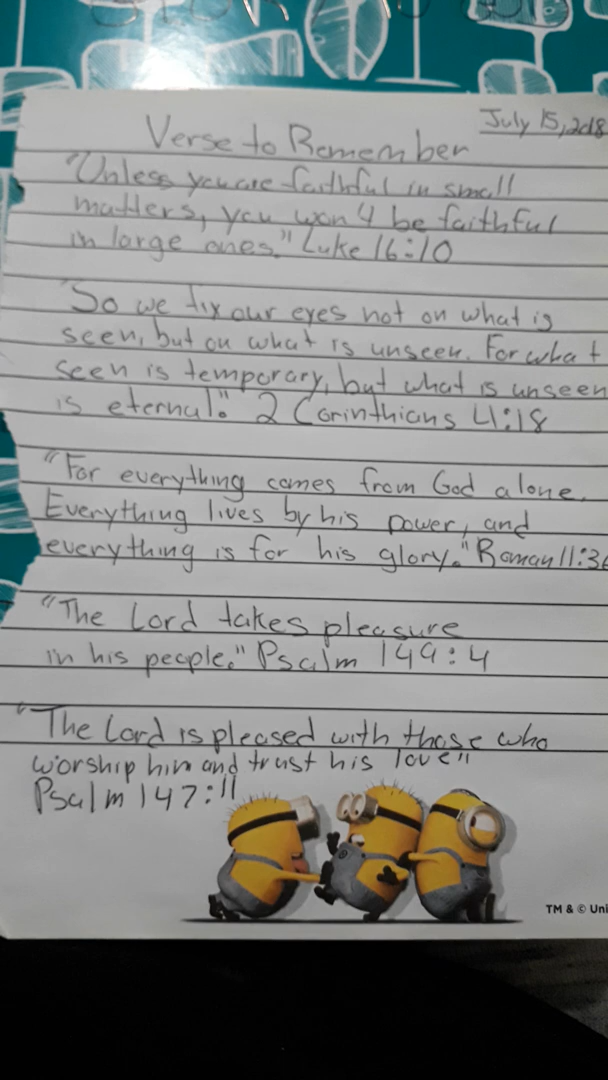 July 15, 2018
Verse to Remember
"Unless you are faithful in small
matters, you won't be faithful
in large ones." Luke 16:10
"So we fix our eyes not on what is
seen, but on what is unseen. For what
seen is temporary, but what is unseen
is eternal." 2 Corinthians 4:18
"For everything comes from God alone.
Everything lives by his power, and
everything is for his glory." Roman 11:36
"The Lord takes pleasure
in his people." Psalm 149:4
"The Lord is pleased with those who
worship him and trust his love"
Psalm 147:11
TM & © Uni